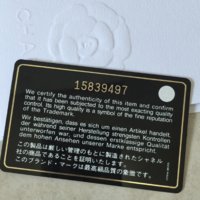 15839497
We certify the authenticity of this item and confirm
that it has been subjected to the most exacting quality
control. Its high quality is a symbol of the fine reputation
of the Trademark.
Wir bestätigen, dass es sich um einen Artikel handelt,
der während seiner Herstellung strengsten Kontrollen
unterworfen war, und dessen erstklassige Qualität
dem hohen Ansehen unserer Marke entspricht.
この製品は厳しい管理のもとに製造されたシャネル
社の商品であることを証明いたします。
このブランド・マークは最高級品質の象徴です。